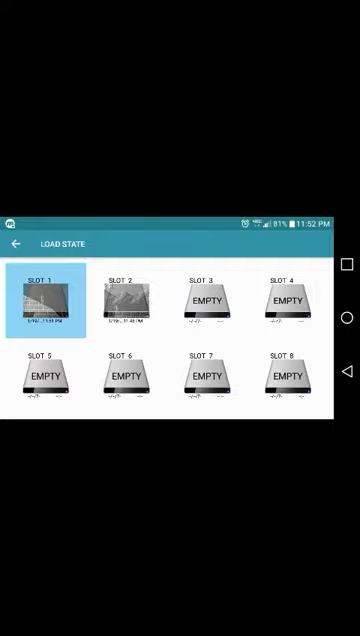 81% 11:52 PM
LOAD STATE
SLOT 1 SLOT 2 SLOT 3 SLOT 4
EMPTY EMPTY
-/-/?- --:--
SLOT 5 SLOT 6 SLOT 7 SLOT 8
EMPTY EMPTY EMPTY EMPTY